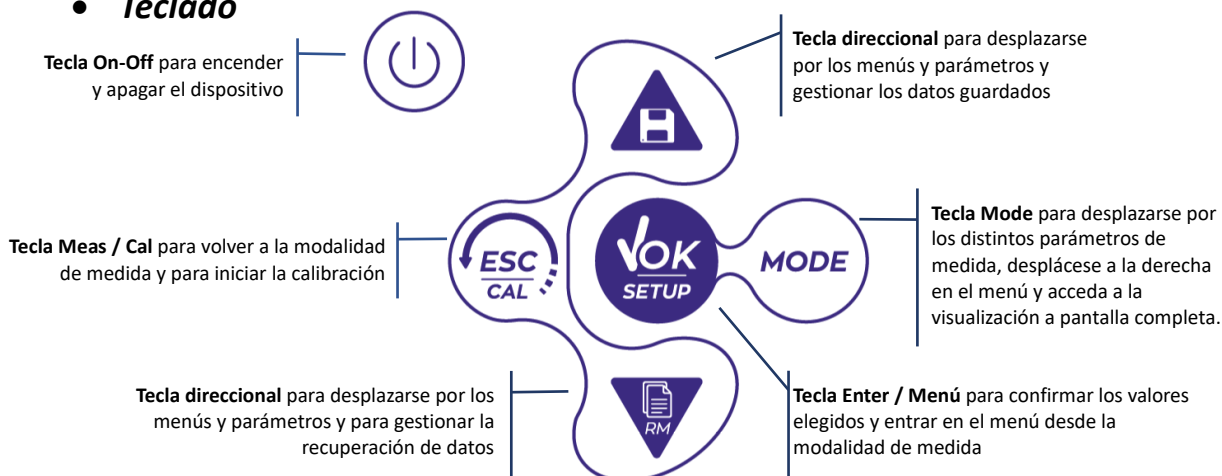 • Teclado
Tecla On-Off para encender
y apagar el dispositivo
Tecla direccional para desplazarse
por los menús y parámetros y
gestionar los datos guardados
Tecla Meas / Cal para volver a la modalidad
de medida y para iniciar la calibración
ESC
CAL
OK
SETUP
MODE
Tecla Mode para desplazarse por
los distintos parámetros de
medida, desplácese a la derecha
en el menú y acceda a la
visualización a pantalla completa.
Tecla direccional para desplazarse por los
menús y parámetros y para gestionar la
recuperación de datos
RM
Tecla Enter / Menú para confirmar los valores
elegidos y entrar en el menú desde la
modalidad de medida